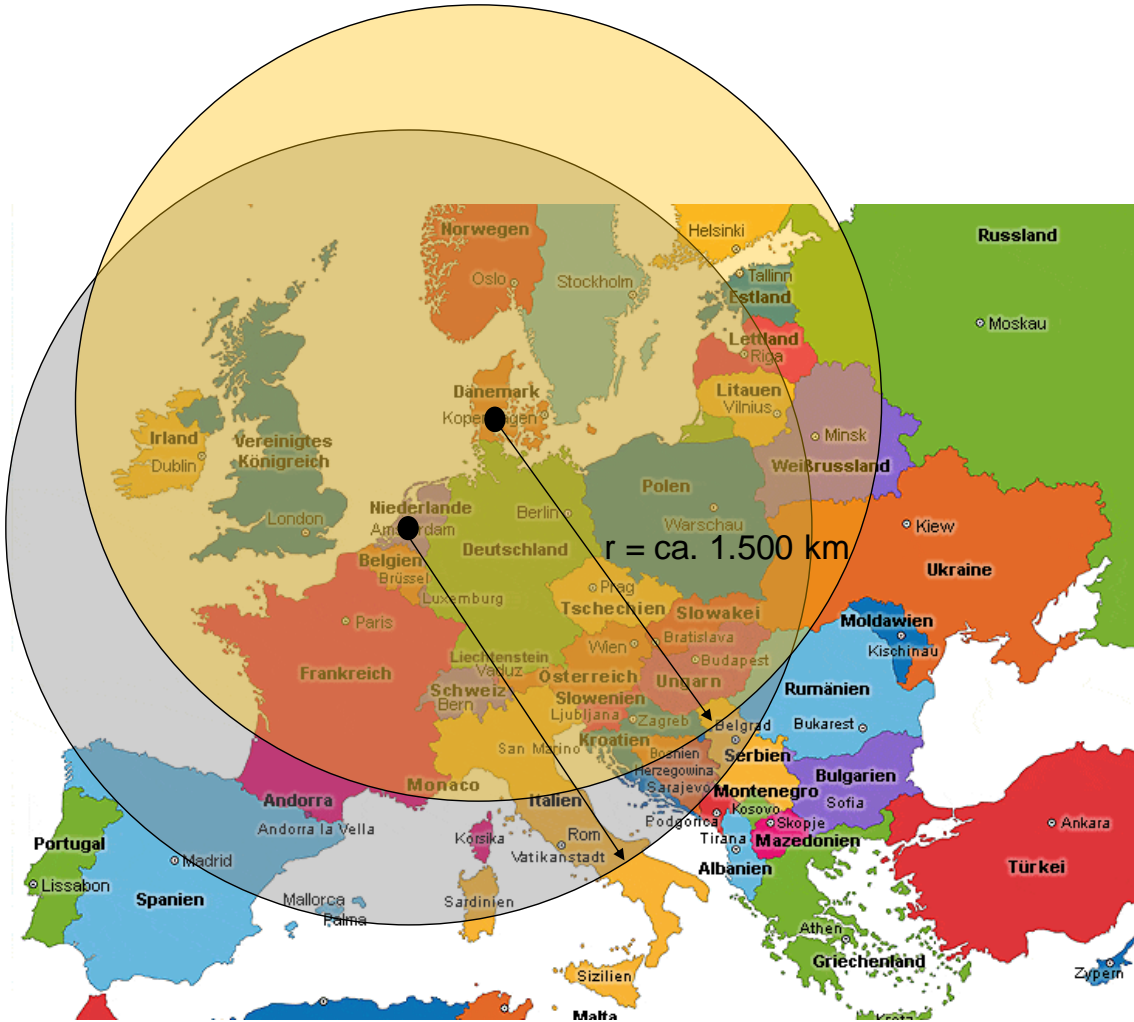 Helsinki
Norwegen
Russland
Oslo
Stockholm
Tallinn
Estland
Moskau
Lettland
Riga
Dänemark
Litauen
Vilnius
Irland
Vereinigtes
Königreich
Minsk
Dublin
Weißrussland
Polen
Niederlande
Berlin
Warschau
London
Kiew
Deutschland
r = ca. 1.500 km
Belgien
Brüssel
Ukraine
Prag
Luxemburg
Tschechien
Slowakei
Paris
Moldawien
Wien
Bratislava
Kischinau
Liechtenstein
Vaduz
Budapest
Frankreich
Österreich
Ungarn
Schweiz
Bern
Slowenien
Rumänien
Ljubljana
Zagreb
Belgrad
Bukarest
San Marino
Kroatien
Bosnien
Herzegowina
Serbien
Sarajevo
Bulgarien
Monaco
Montenegro
Andorra
Italien
Kosovo
Sofia
Andorra la Vella
Korsika
Rom
Podgorica
Skopje
Ankara
Portugal
Tirana
Mazedonien
Madrid
Vatikanstadt
Albanien
Türkei
Lissabon
Spanien
Mallorca
Sardinien
Palma
Athen
Griechenland
Sizilien
Zypern
Malta
Kreta